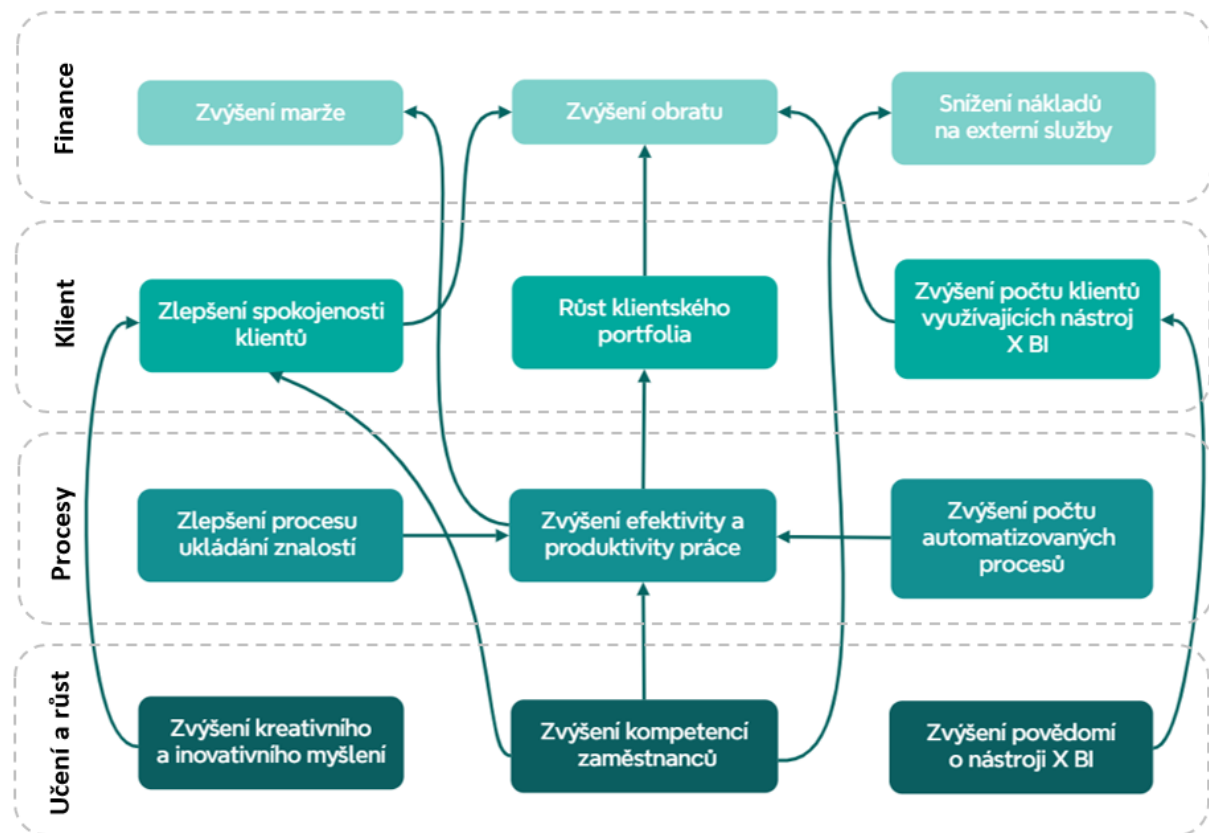 Finance
Zvýšení marže
Zvýšení obratu
Snížení nákladů
na externí služby
Klient
Zlepšení spokojenosti
klientů
Růst klientského
portfolia
Zvýšení počtu klientů
využívajících nástroj
X BI
Procesy
Zlepšení procesu
ukládání znalostí
Zvýšení efektivity a
produktivity práce
Zvýšení počtu
automatizovaných
procesů
Učení a růst
Zvýšení kreativního
a inovativního myšlení
Zvýšení kompetencí
zaměstnanců
Zvýšení povědomí
o nástroji X BI